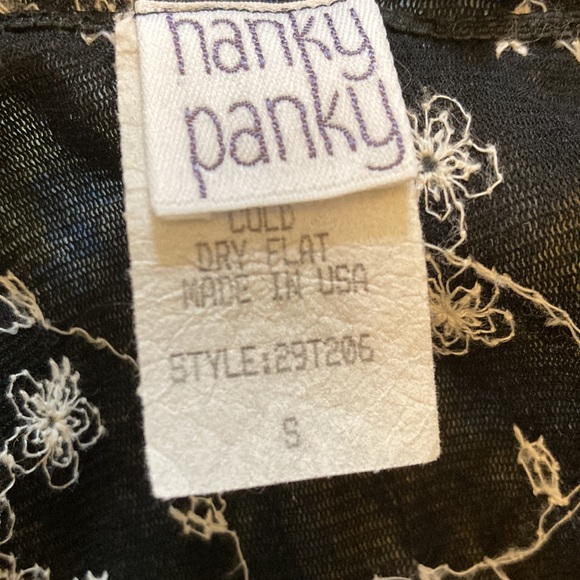 hanky
panky
COLD
DRY FLAT
MADE IN USA
STYLE:29T206
S